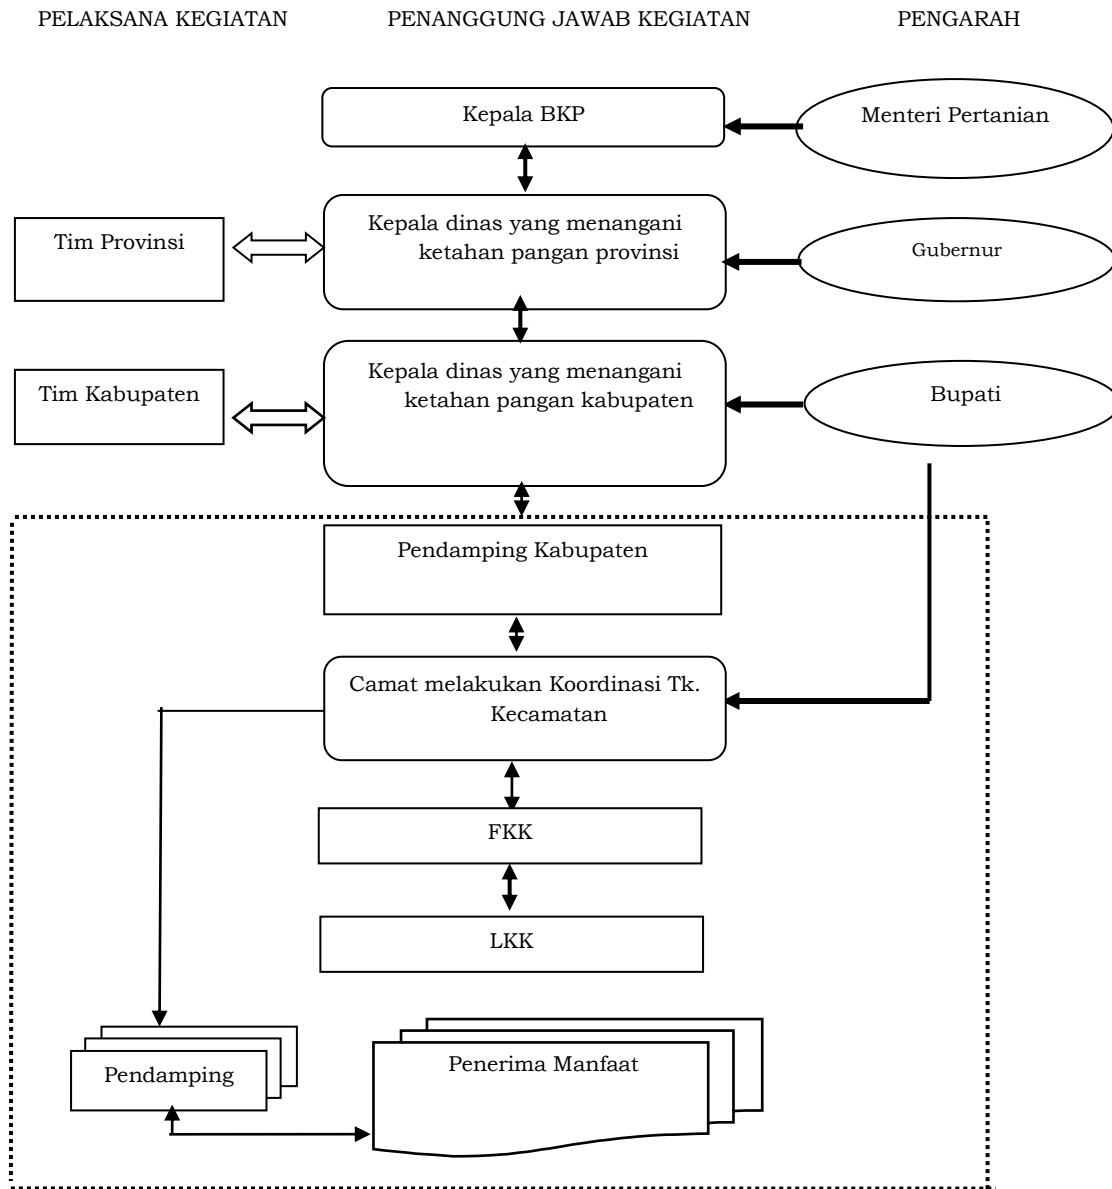 PELAKSANA KEGIATAN
PENANGGUNG JAWAB KEGIATAN
PENGARAH
Kepala BKP
Menteri Pertanian
Tim Provinsi
Kepala dinas yang menangani
ketahan pangan provinsi
Gubernur
Tim Kabupaten
Kepala dinas yang menangani
ketahan pangan kabupaten
Bupati
Pendamping Kabupaten
Camat melakukan Koordinasi Tk.
Kecamatan
FKK
LKK
Pendamping
Penerima Manfaat